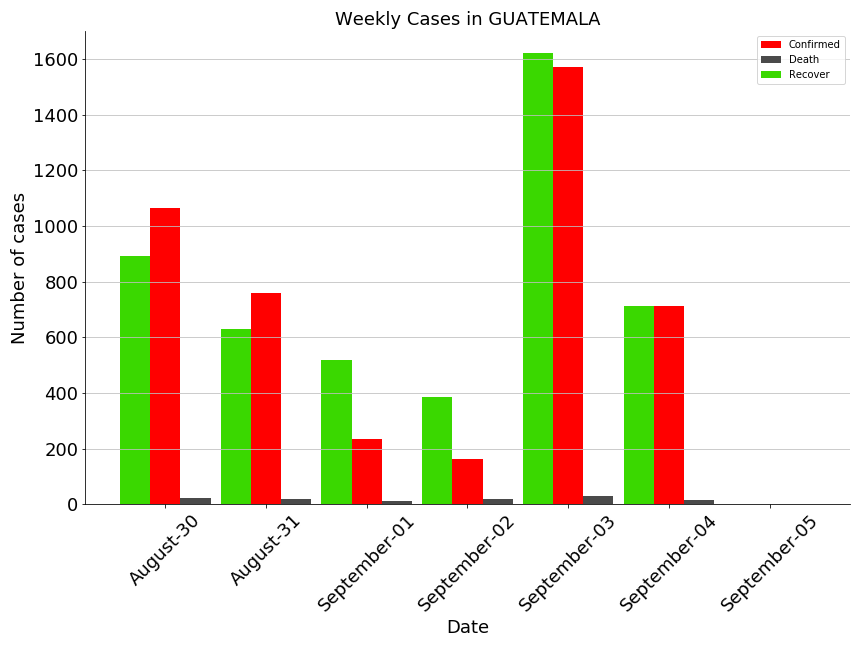 Weekly Cases in GUATEMALA
Confirmed
Death
Recover
Number of cases
1600
1400
1200
1000
800
600
400
200
0
August-30
August-31
September-01
September-02
September-03
September-04
September-05
Date